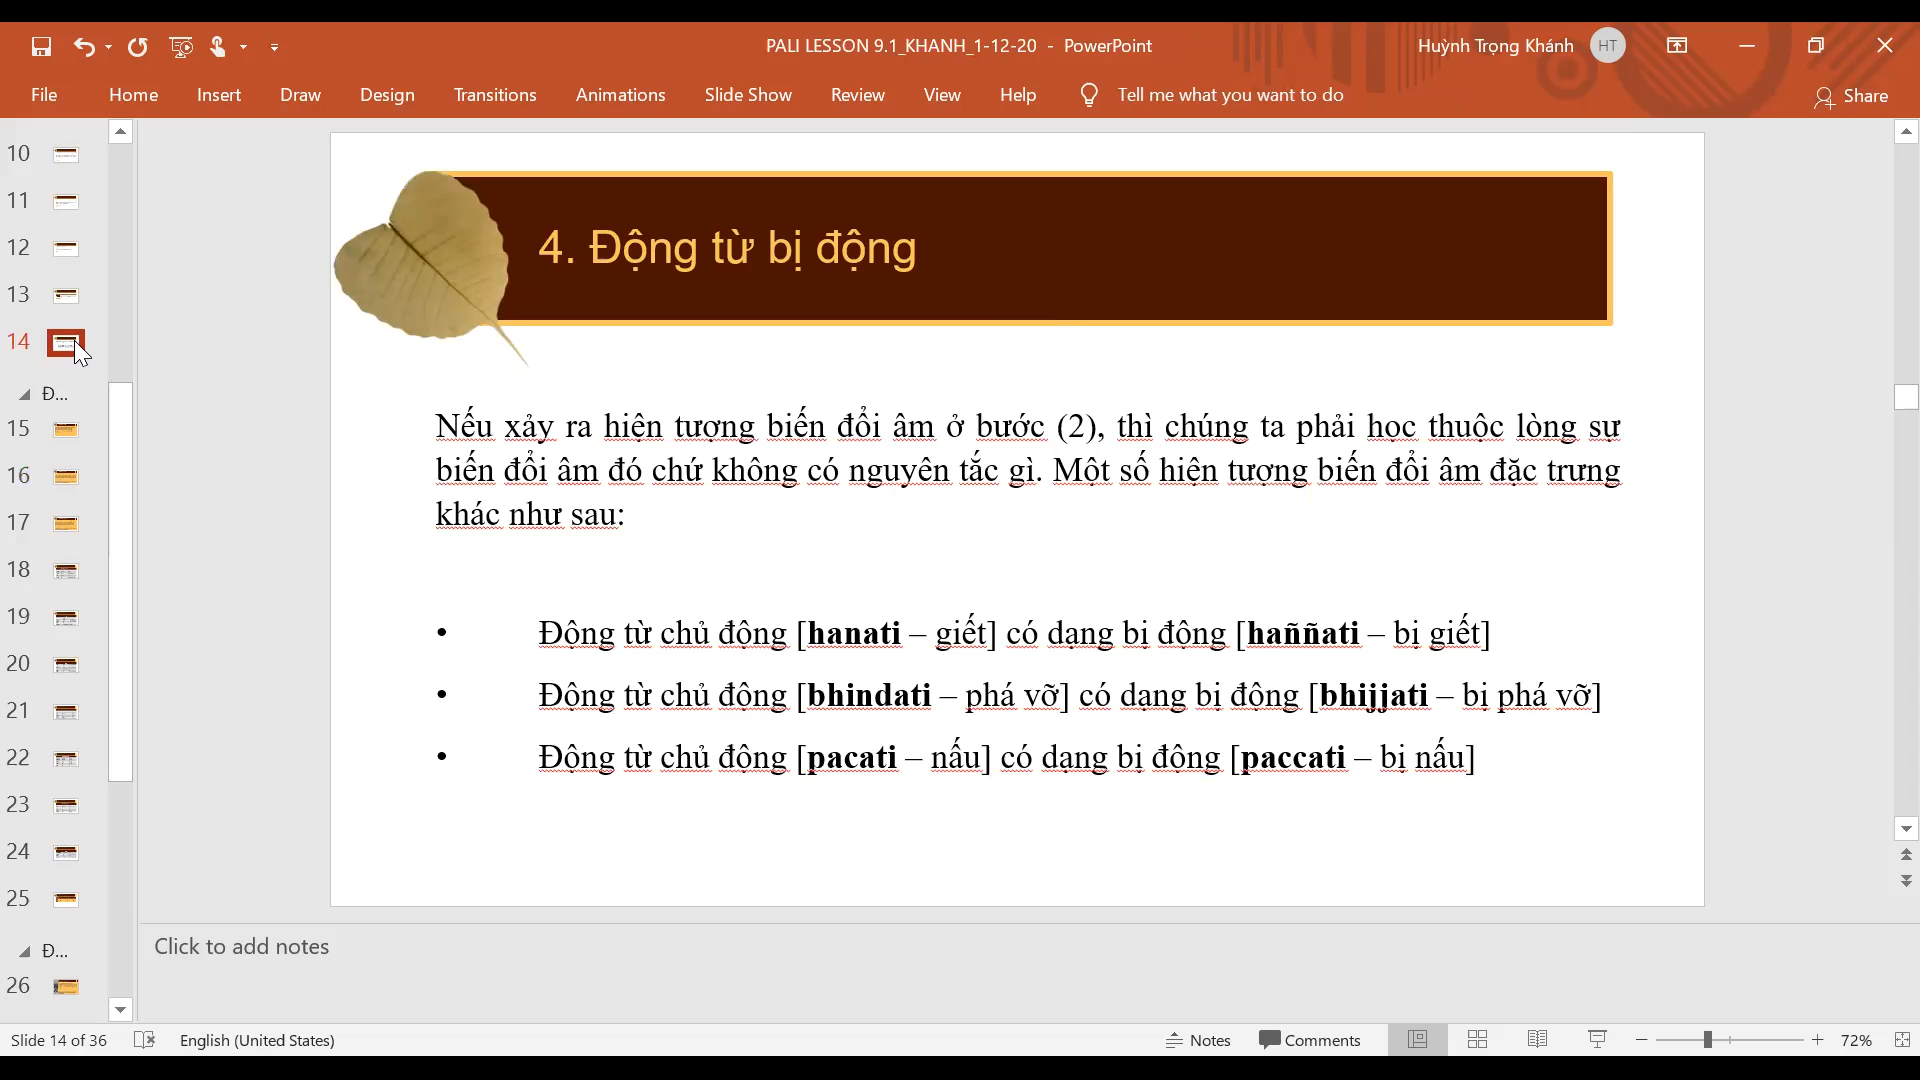 PALI LESSON 9.1_KHANH_1-12-20 - PowerPoint
Huỳnh Trọng Khánh HT
File Home Insert Draw Design Transitions Animations Slide Show Review View Help Tell me what you want to do Share
10
11
12
13
14
Đ...
15
16
17
18
19
20
21
22
23
24
25
Đ...
26
4. Động từ bị động
Nếu xảy ra hiện tượng biến đổi âm ở bước (2), thì chúng ta phải học thuộc lòng sự
biến đổi âm đó chứ không có nguyên tắc gì. Một số hiện tượng biến đổi âm đặc trưng
khác như sau:
• Động từ chủ động [hanati – giết] có dạng bị động [haññati – bị giết]
• Động từ chủ động [bhindati – phá vỡ] có dạng bị động [bhijjati – bị phá vỡ]
• Động từ chủ động [pacati – nấu] có dạng bị động [paccati – bị nấu]
Click to add notes
Slide 14 of 36 English (United States) Notes Comments 72%